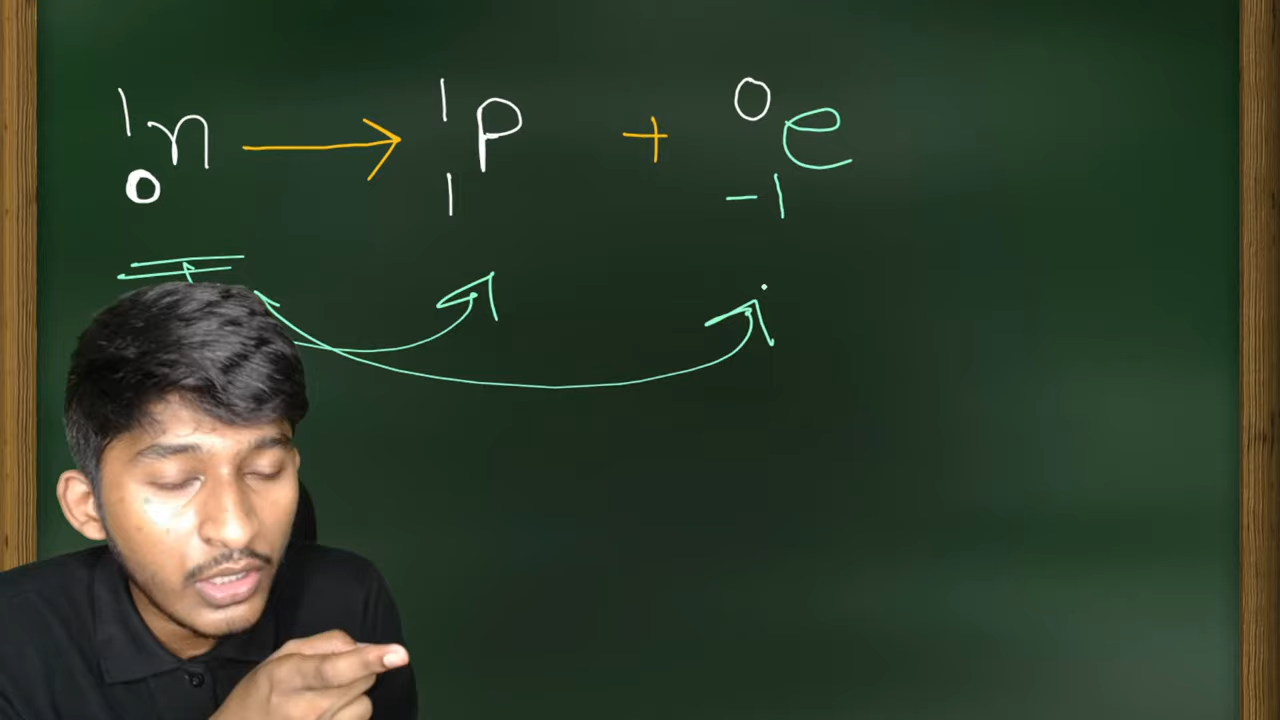 ¹₀n → ¹₁p + ⁰₋₁e